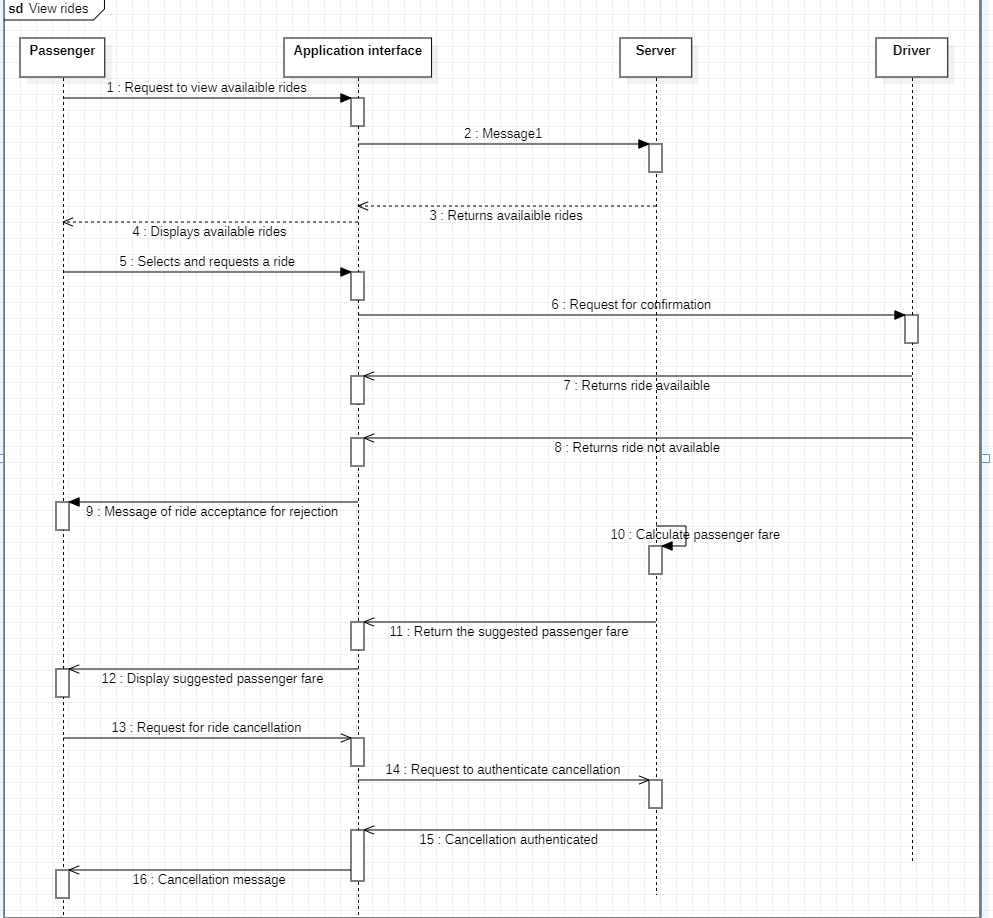 sd View rides
Passenger
Application interface
Server
Driver
1 : Request to view availaible rides
2 : Message1
3 : Returns availaible rides
4 : Displays available rides
5 : Selects and requests a ride
6 : Request for confirmation
7 : Returns ride availaible
8 : Returns ride not available
9 : Message of ride acceptance for rejection
10 : Calculate passenger fare
11 : Return the suggested passenger fare
12 : Display suggested passenger fare
13 : Request for ride cancellation
14 : Request to authenticate cancellation
15 : Cancellation authenticated
16 : Cancellation message